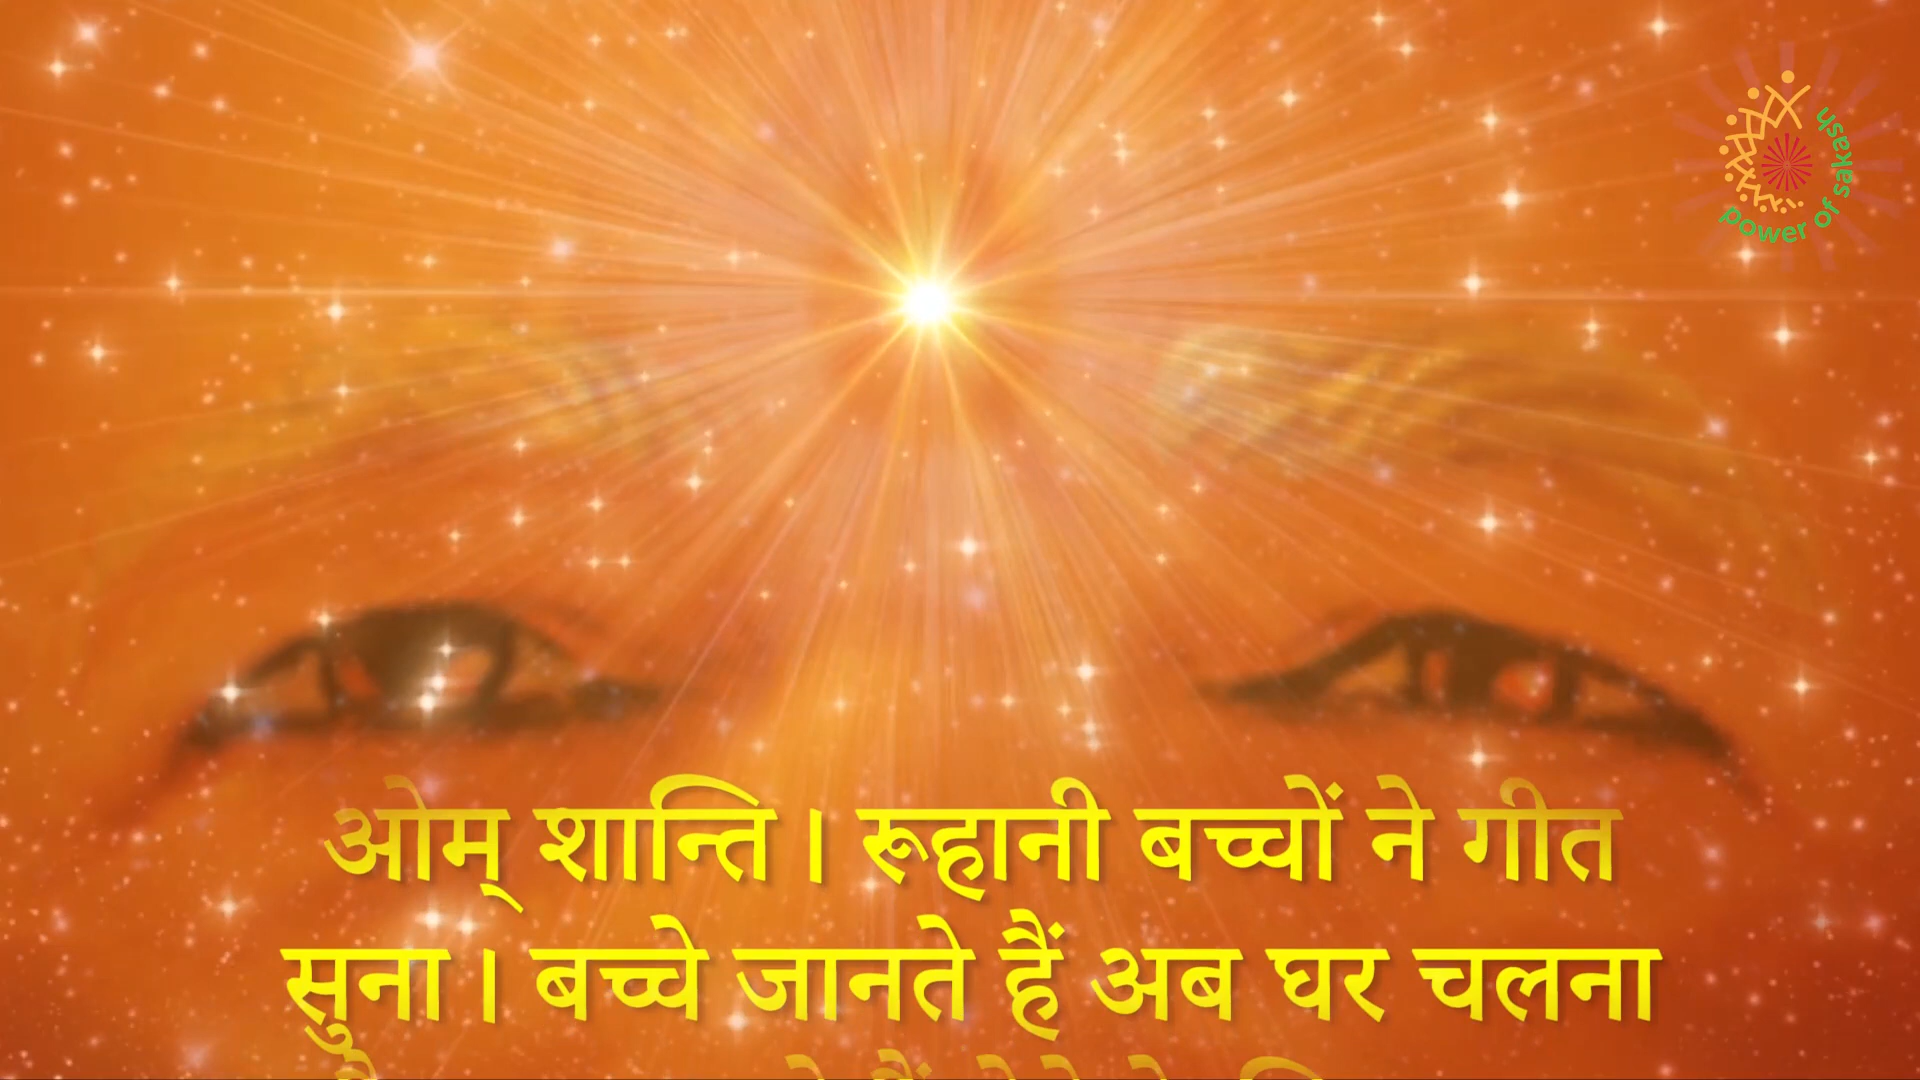 power of sakash
ओम् शान्ति। रूहानी बच्चों ने गीत
सुना। बच्चे जानते हैं अब घर चलना